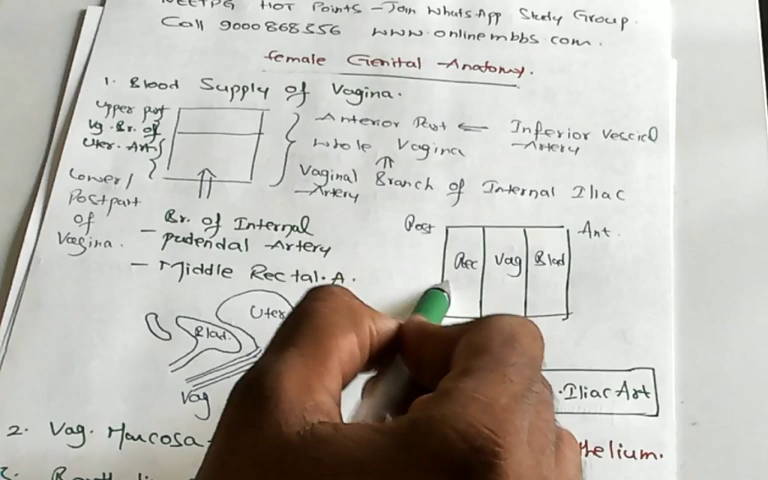 NEETPG HOT Points - Join WhatsApp Study Group.
Call 9000868356 www.onlinembbs.com.
female Genital Anatomy.
1. Blood Supply of Vagina.
Upper part
Vg. Br. of
Uter. Art
Anterior Part ← Inferior Vescicl
Artery
whole Vagina
⇑
Vaginal Branch of Internal Iliac
Artery
Lower/
Post part
of
Vagina.
- Br. of Internal
pudendal Artery
- Middle Rectal. A.
Post
Ant.
Rec Vag Blad
Uter
Blad.
Vag
. Iliac Art
2. Vag. Mucosa
thelium.